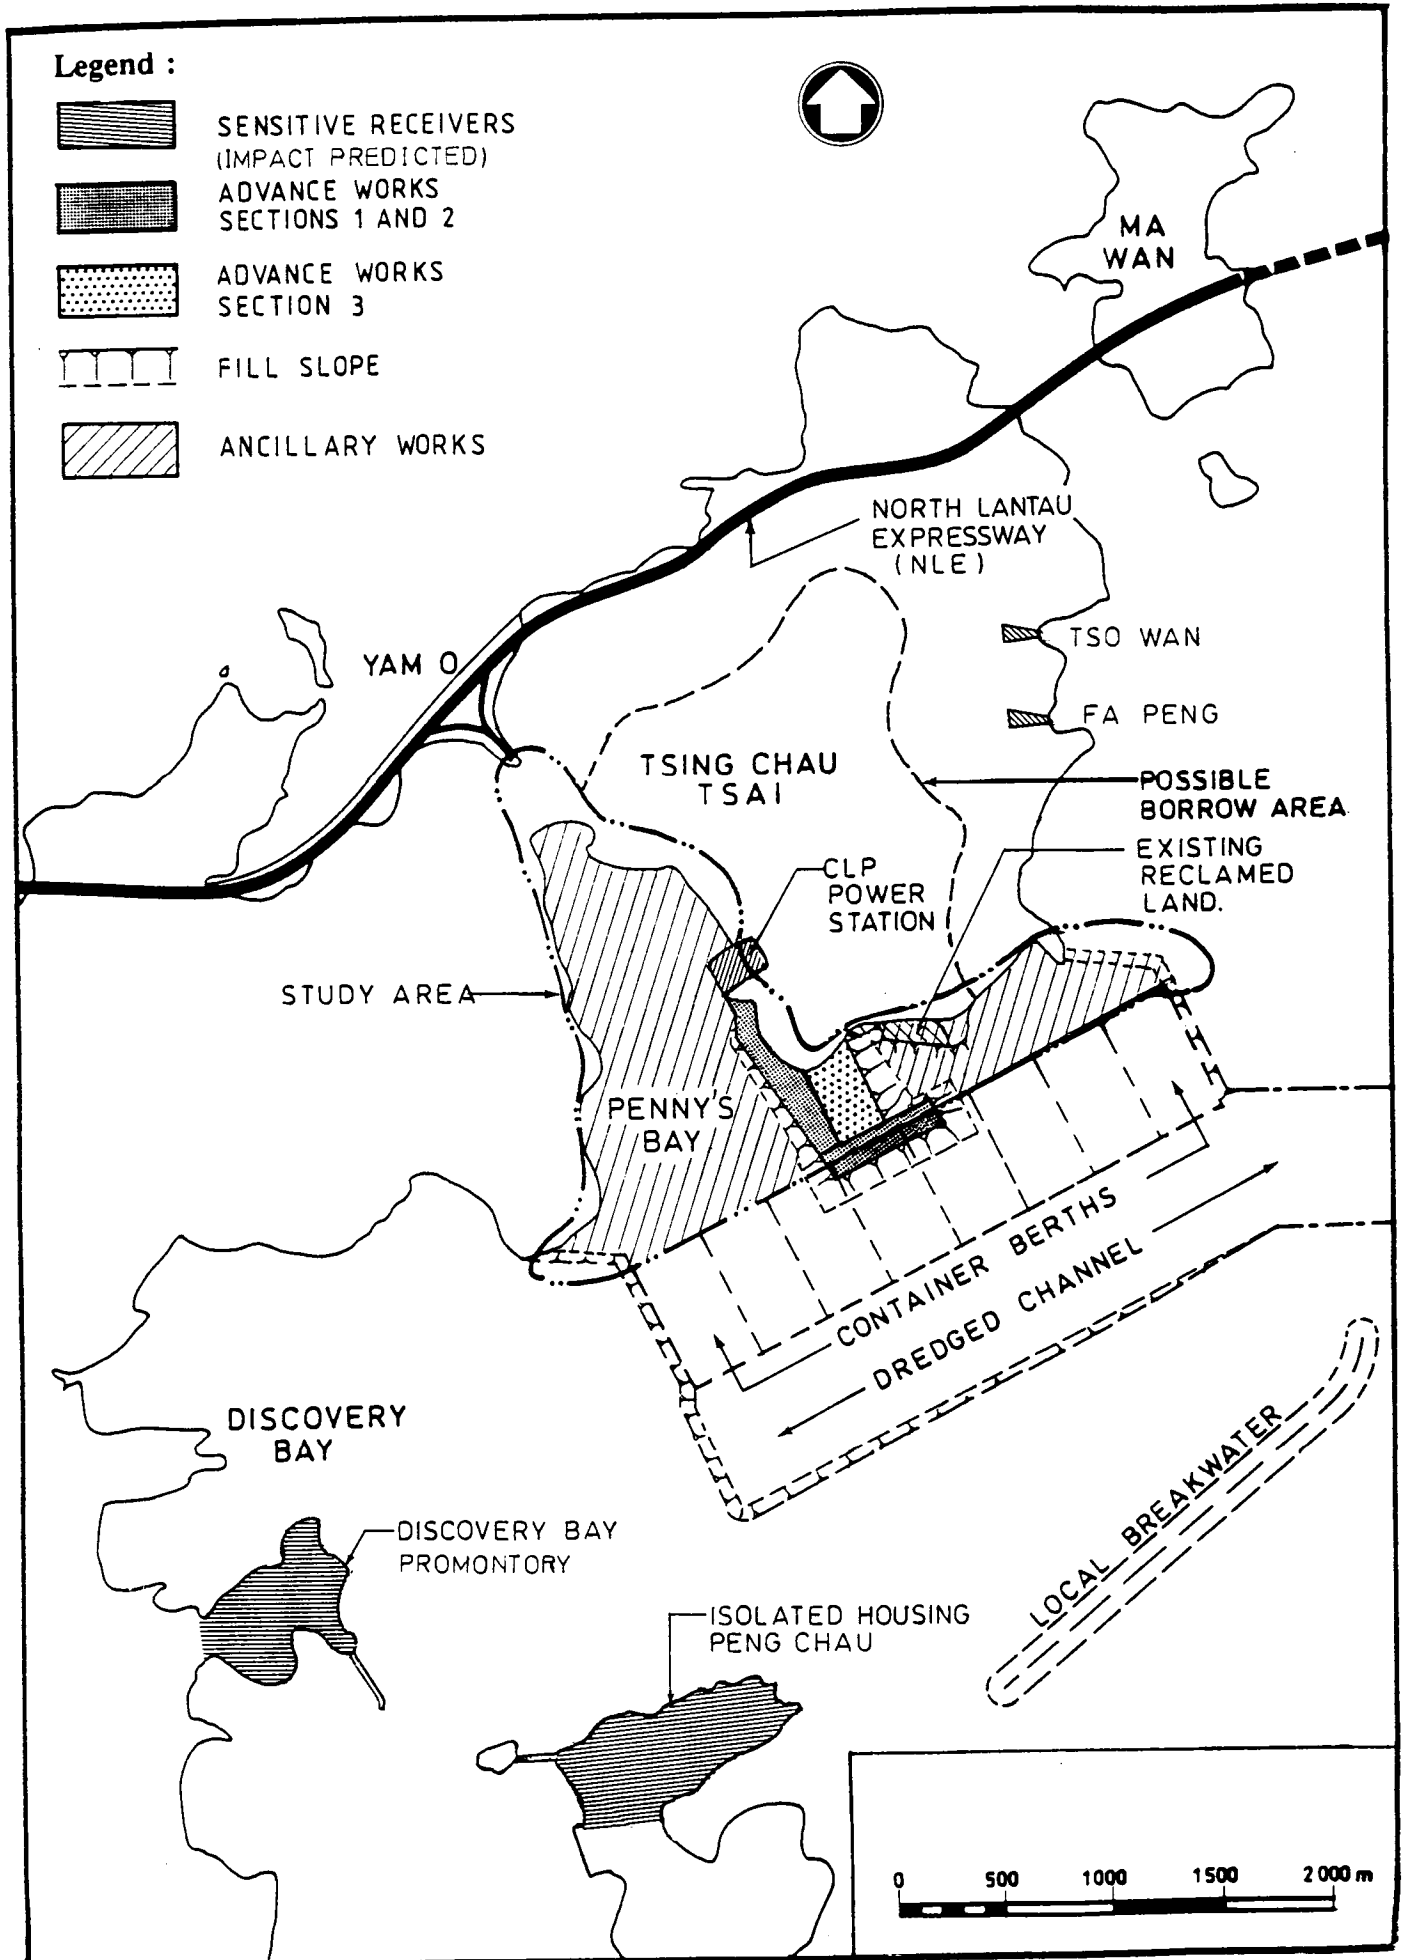 Legend :
SENSITIVE RECEIVERS
(IMPACT PREDICTED)
ADVANCE WORKS
SECTIONS 1 AND 2
ADVANCE WORKS
SECTION 3
FILL SLOPE
ANCILLARY WORKS
MA
WAN
NORTH LANTAU
EXPRESSWAY
(NLE)
TSO WAN
YAM O
FA PENG
TSING CHAU
TSAI
POSSIBLE
BORROW AREA
EXISTING
RECLAMED
LAND.
CLP
POWER
STATION
STUDY AREA
PENNY'S
BAY
CONTAINER BERTHS
DREDGED CHANNEL
DISCOVERY
BAY
LOCAL BREAKWATER
DISCOVERY BAY
PROMONTORY
ISOLATED HOUSING
PENG CHAU
0 500 1000 1500 2000 m